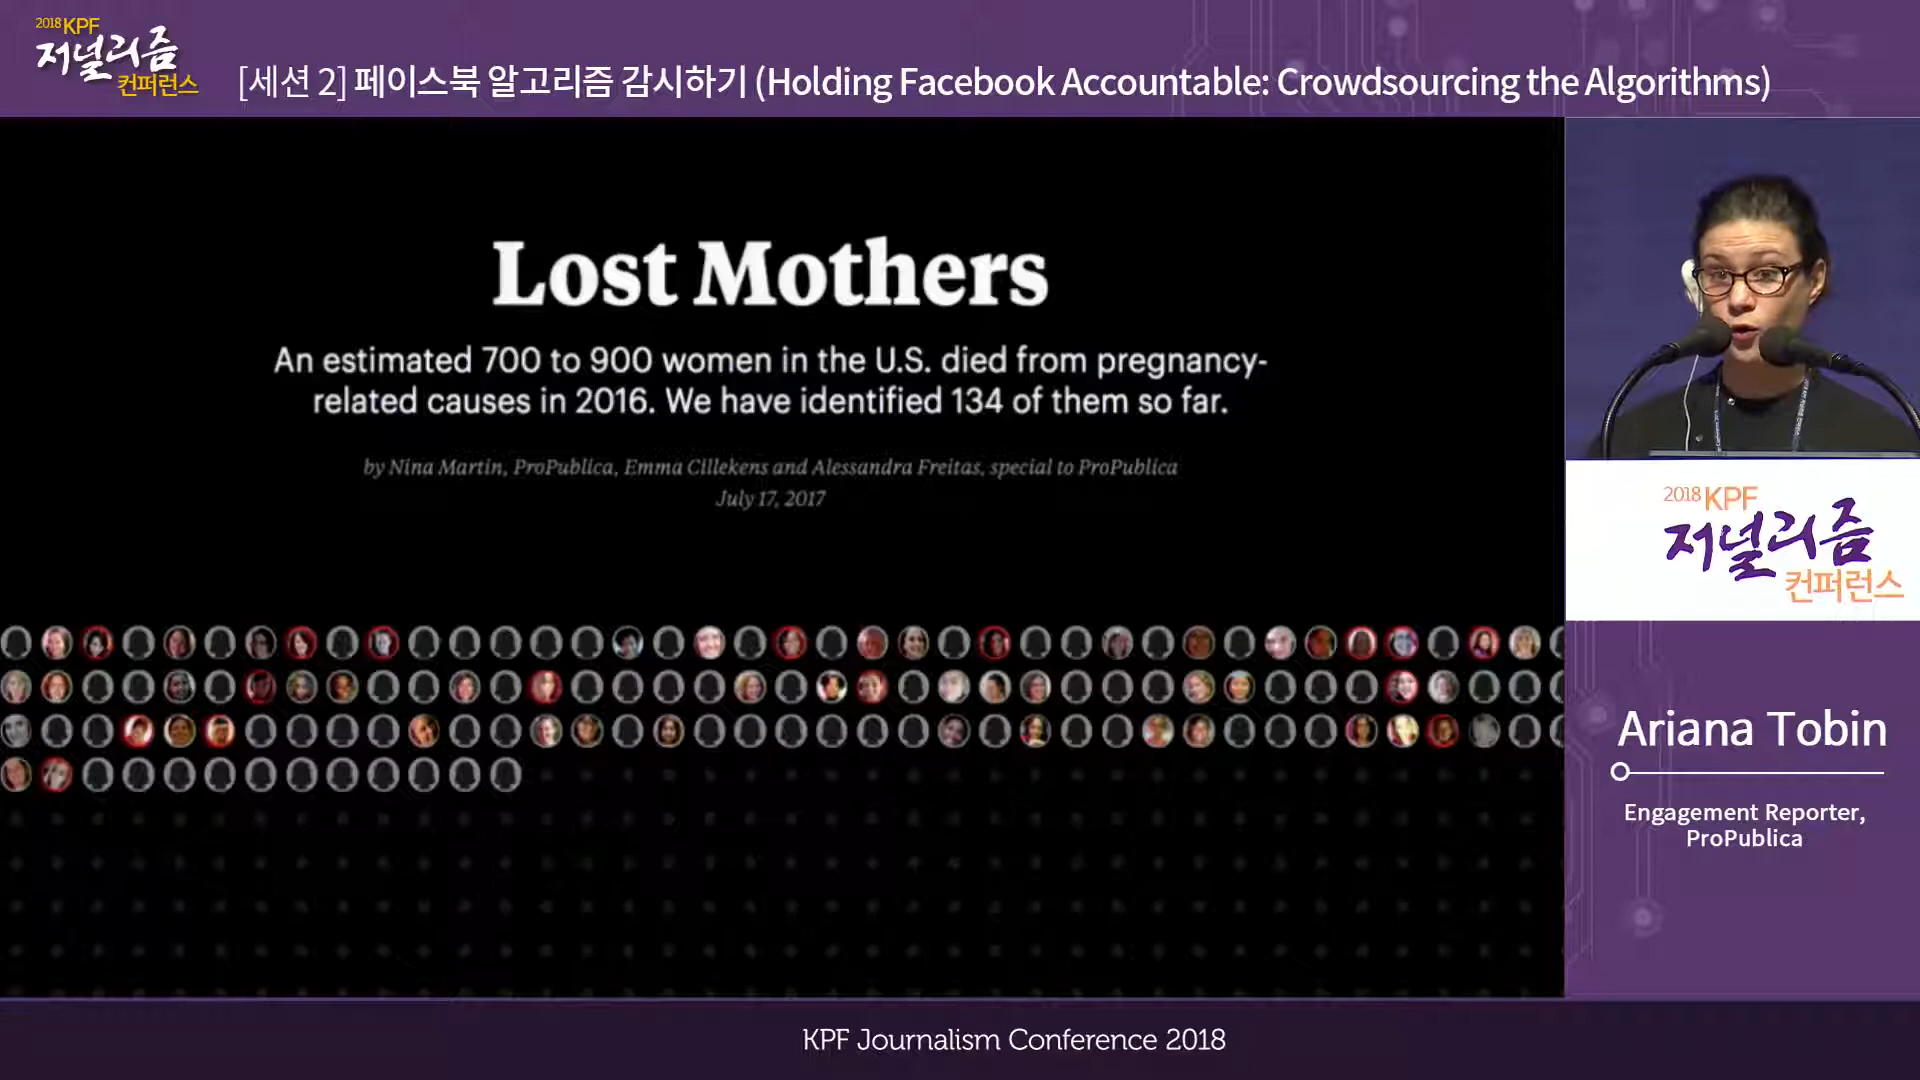 2018 KPF
저널리즘
컨퍼런스
[세션 2] 페이스북 알고리즘 감시하기 (Holding Facebook Accountable: Crowdsourcing the Algorithms)
Lost Mothers
An estimated 700 to 900 women in the U.S. died from pregnancy-
related causes in 2016. We have identified 134 of them so far.
by Nina Martin, ProPublica, Emma Cillekens and Alessandra Freitas, special to ProPublica
July 17, 2017
2018 KPF
저널리즘
컨퍼런스
Ariana Tobin
Engagement Reporter,
ProPublica
KPF Journalism Conference 2018